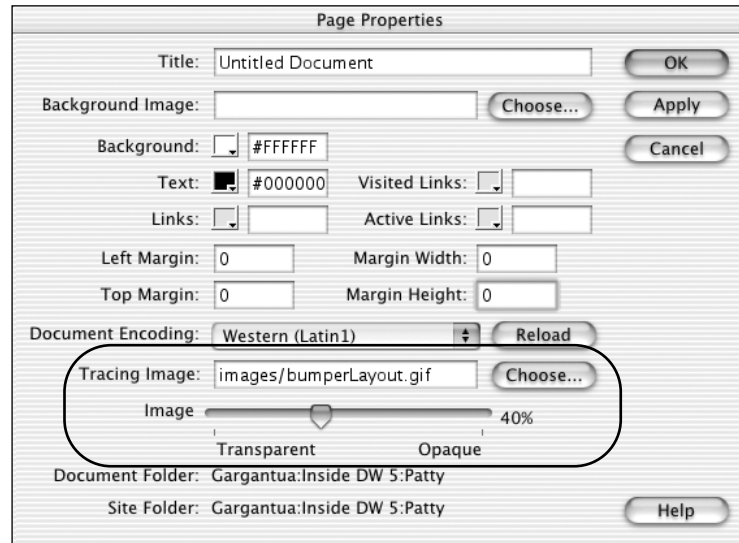 Page Properties
Title: Untitled Document
OK
Background Image: Choose...
Apply
Background: #FFFFFF
Cancel
Text: #000000 Visited Links:
Links: Active Links:
Left Margin: 0 Margin Width: 0
Top Margin: 0 Margin Height: 0
Document Encoding: Western (Latin1) Reload
Tracing Image: images/bumperLayout.gif Choose...
Image 40%
Transparent Opaque
Document Folder: Gargantua:Inside DW 5:Patty
Site Folder: Gargantua:Inside DW 5:Patty
Help